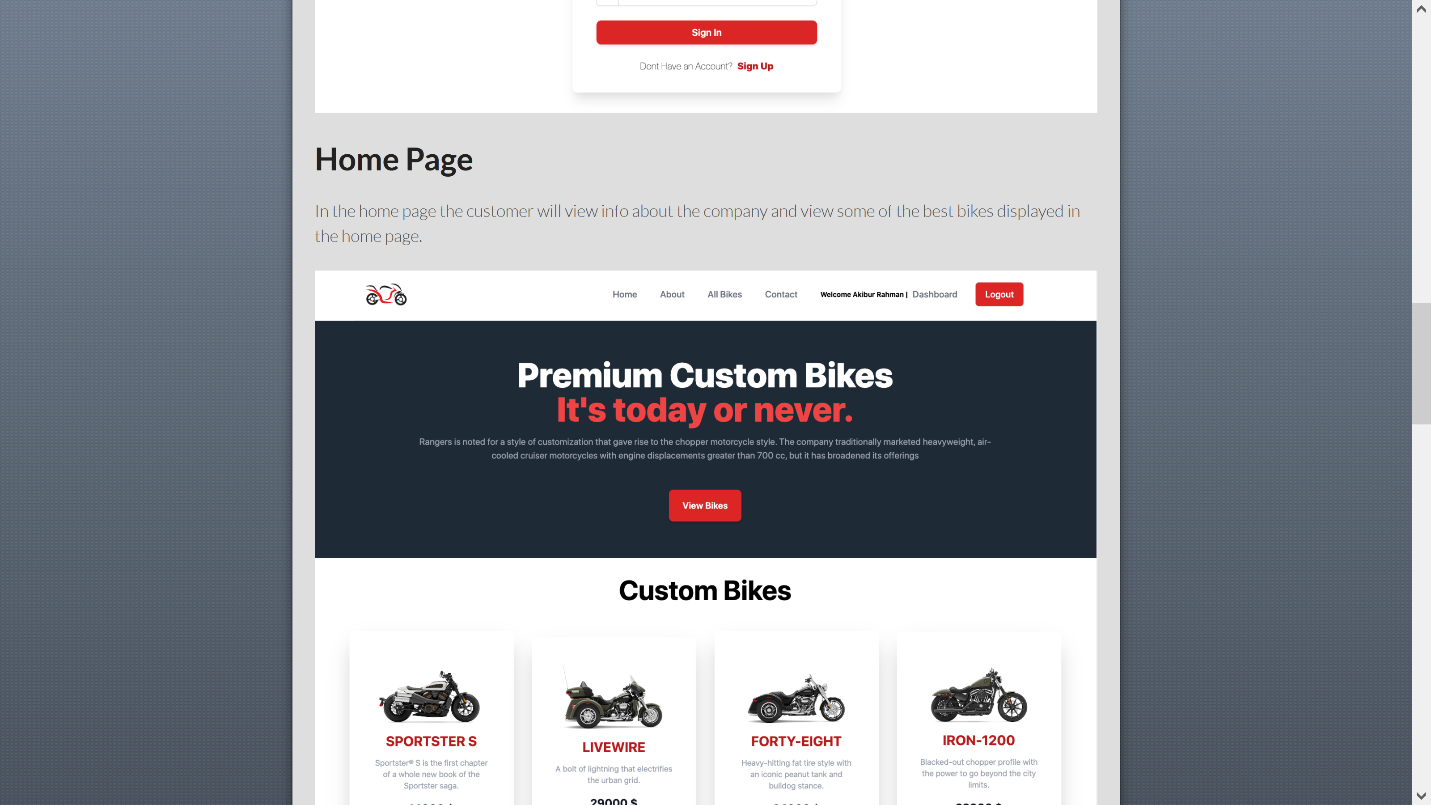 Sign In
Dont Have an Account? Sign Up
Home Page
In the home page the customer will view info about the company and view some of the best bikes displayed in
the home page.
Home About All Bikes Contact Welcome Akibur Rahman | Dashboard Logout
Premium Custom Bikes
It's today or never.
Rangers is noted for a style of customization that gave rise to the chopper motorcycle style. The company traditionally marketed heavyweight, air-
cooled cruiser motorcycles with engine displacements greater than 700 cc, but it has broadened its offerings
View Bikes
Custom Bikes
SPORTSTER S
Sportster® S is the first chapter
of a whole new book of the
Sportster saga.
LIVEWIRE
A bolt of lightning that electrifies
the urban grid.
29000 $
FORTY-EIGHT
Heavy-hitting fat tire style with
an iconic peanut tank and
bulldog stance.
IRON-1200
Blacked-out chopper profile with
the power to go beyond the city
limits.